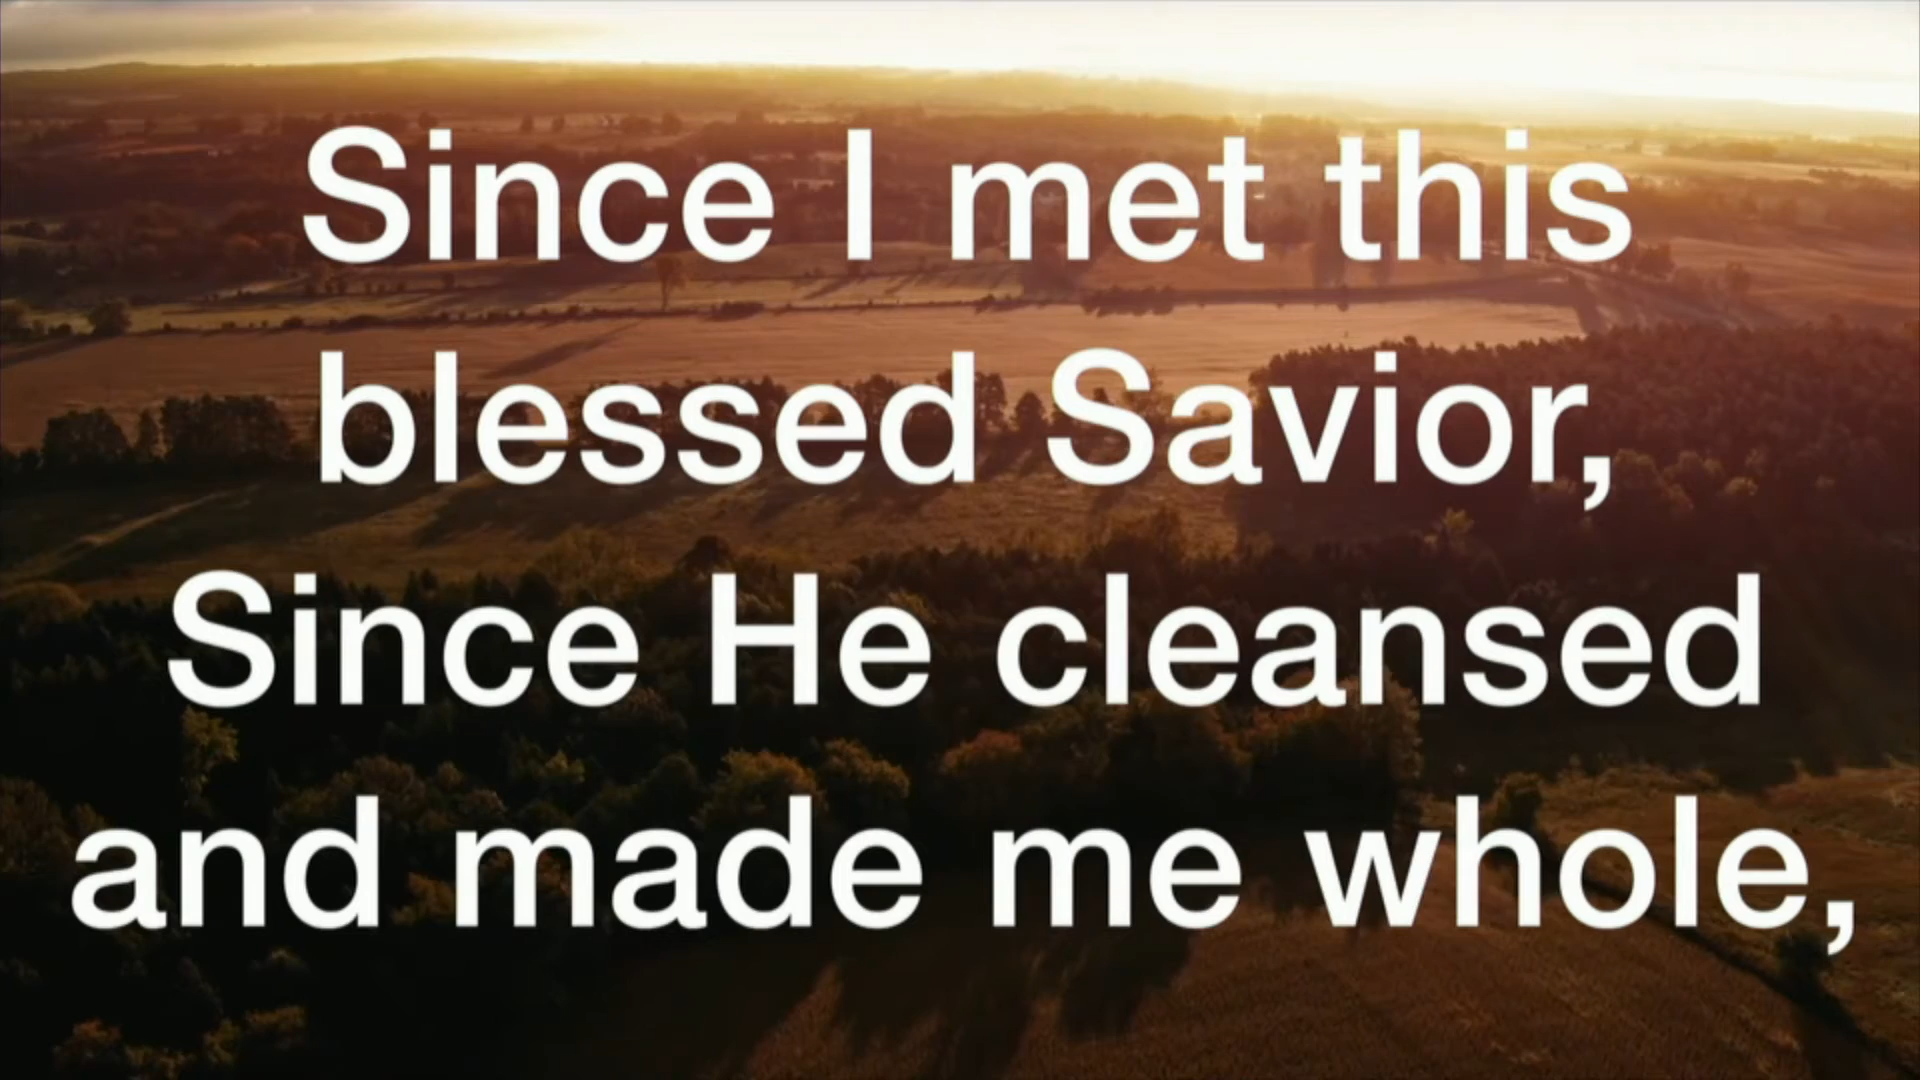 Since I met this
blessed Savior,
Since He cleansed
and made me whole,